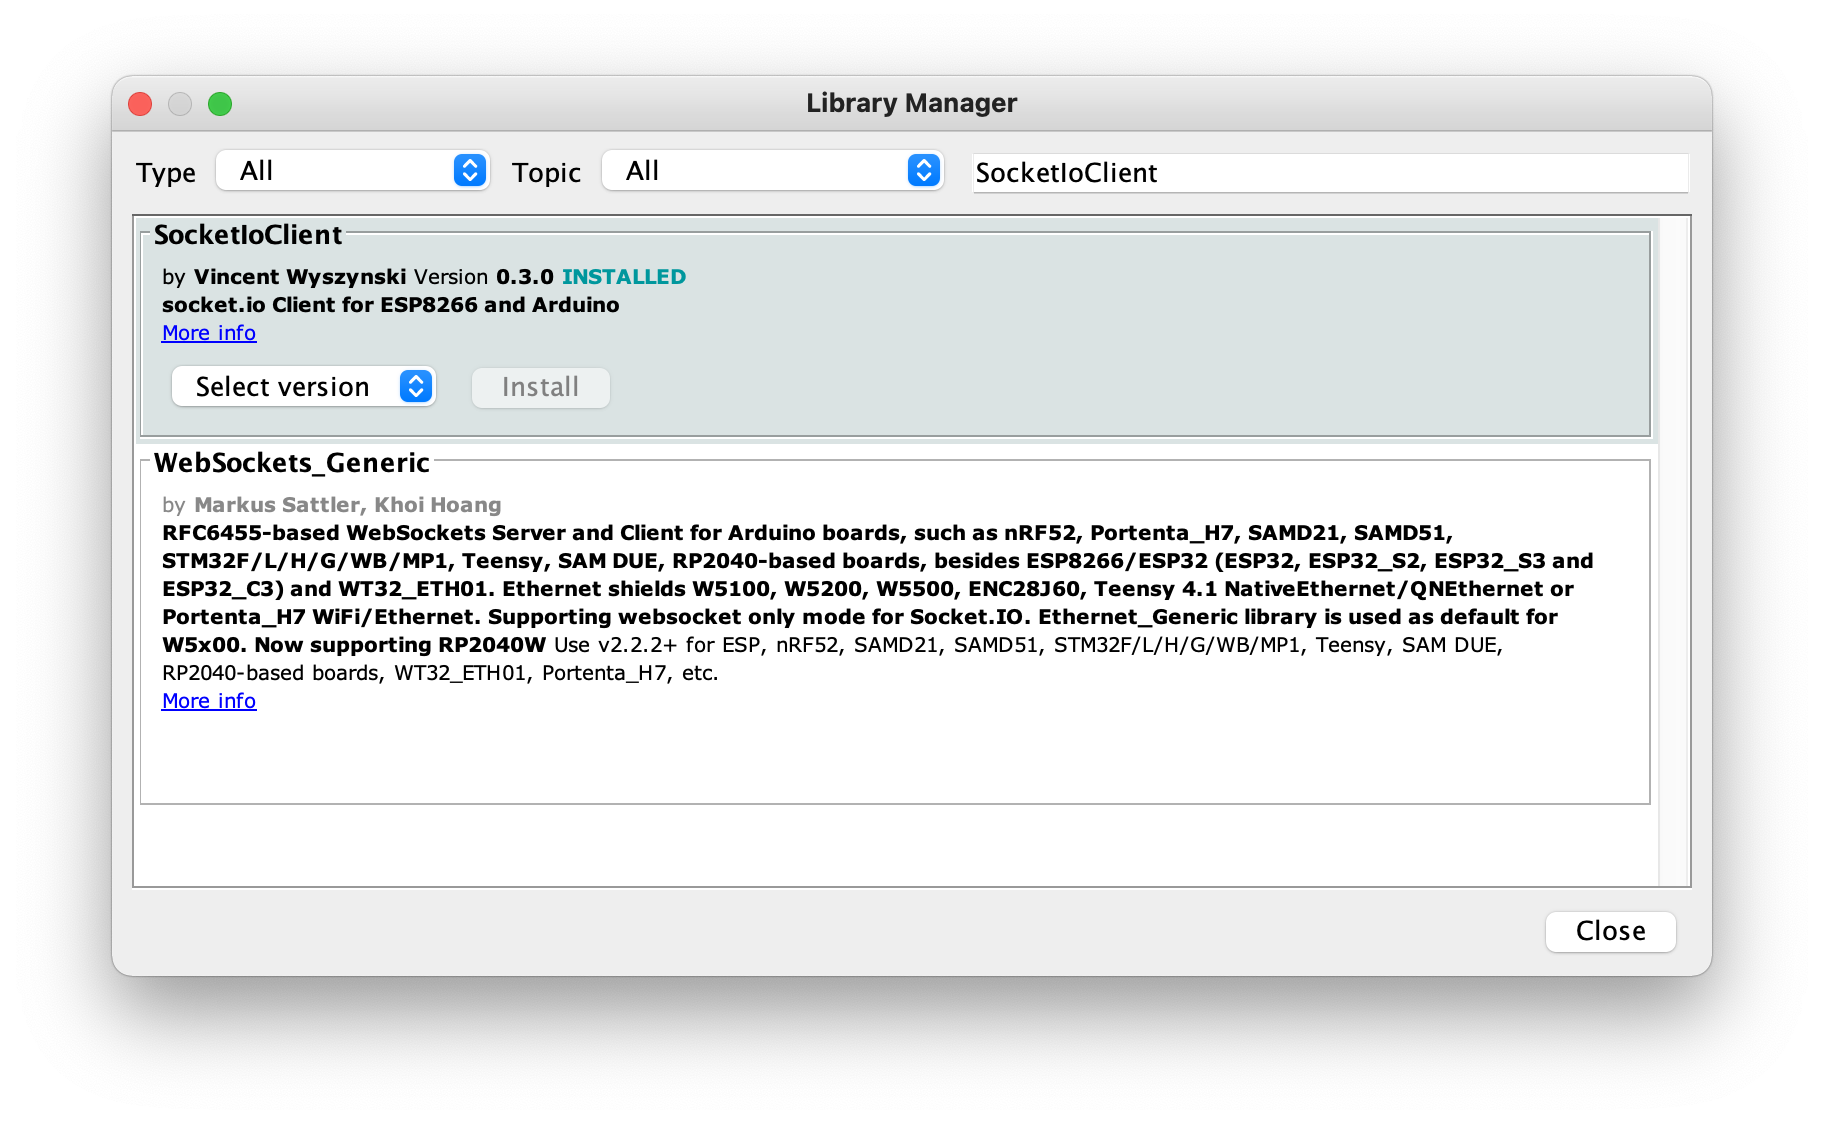 Library Manager
Type All Topic All SocketIoClient
SocketIoClient
by Vincent Wyszynski Version 0.3.0 INSTALLED
socket.io Client for ESP8266 and Arduino
More info
Select version Install
WebSockets_Generic
by Markus Sattler, Khoi Hoang
RFC6455-based WebSockets Server and Client for Arduino boards, such as nRF52, Portenta_H7, SAMD21, SAMD51,
STM32F/L/H/G/WB/MP1, Teensy, SAM DUE, RP2040-based boards, besides ESP8266/ESP32 (ESP32, ESP32_S2, ESP32_S3 and
ESP32_C3) and WT32_ETH01. Ethernet shields W5100, W5200, W5500, ENC28J60, Teensy 4.1 NativeEthernet/QNEthernet or
Portenta_H7 WiFi/Ethernet. Supporting websocket only mode for Socket.IO. Ethernet_Generic library is used as default for
W5x00. Now supporting RP2040W Use v2.2.2+ for ESP, nRF52, SAMD21, SAMD51, STM32F/L/H/G/WB/MP1, Teensy, SAM DUE,
RP2040-based boards, WT32_ETH01, Portenta_H7, etc.
More info
Close